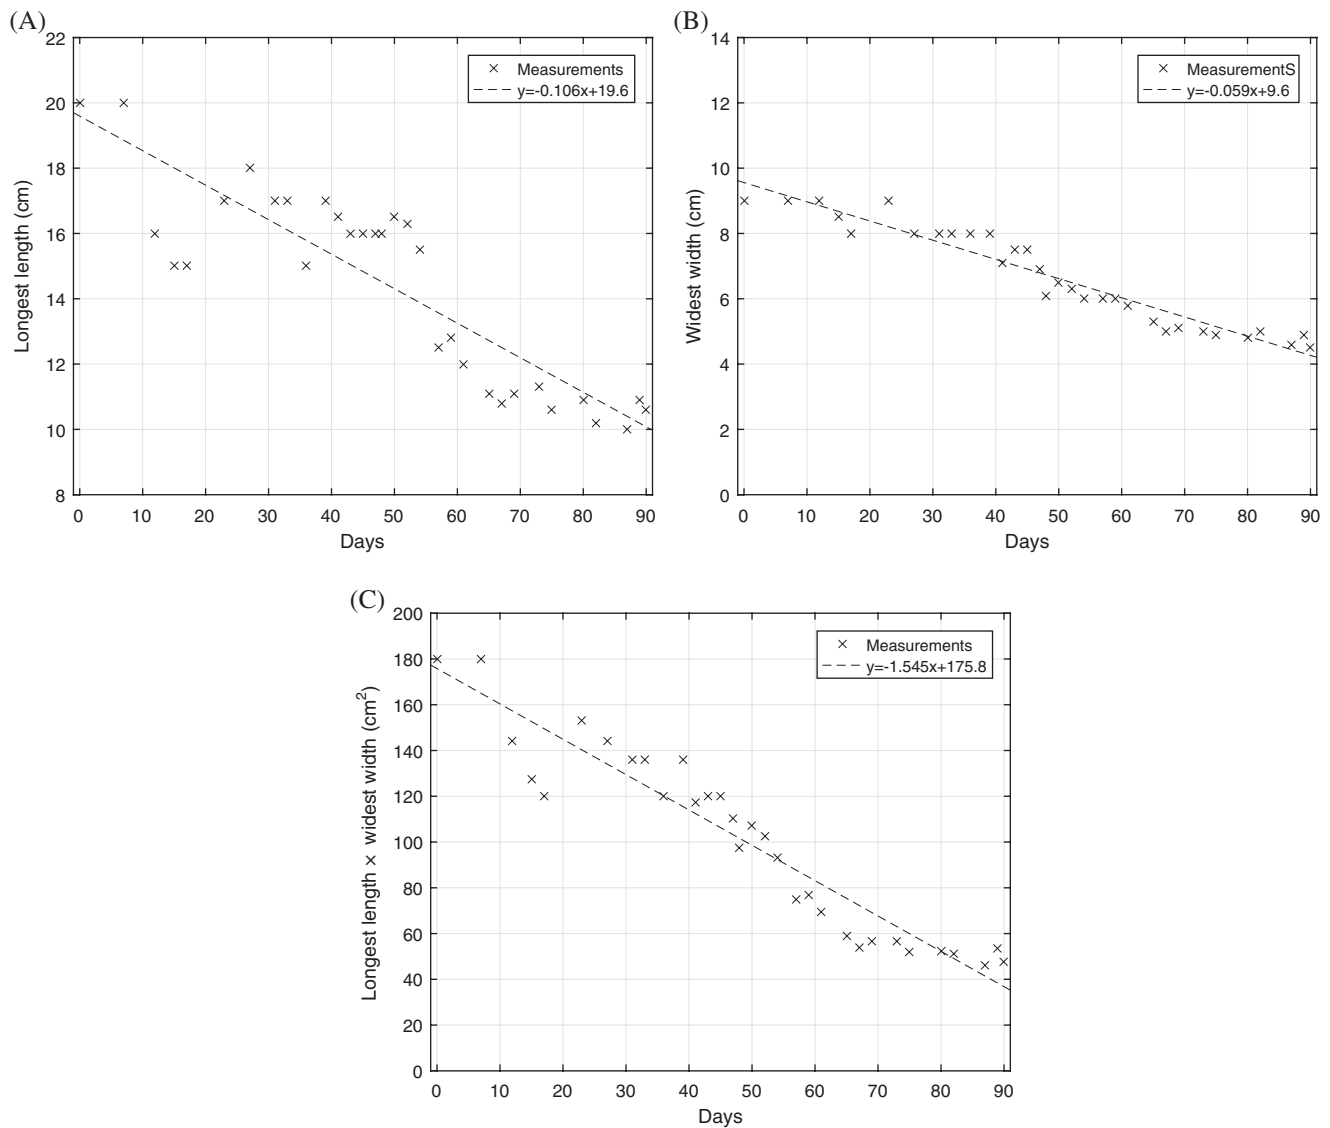 (A)
22
20
18
16
14
12
10
8
Longest length (cm)
× Measurements
y=-0.106x+19.6
0 10 20 30 40 50 60 70 80 90
Days
(B)
14
12
10
8
6
4
2
0
Widest width (cm)
× MeasurementS
y=-0.059x+9.6
0 10 20 30 40 50 60 70 80 90
Days
(C)
200
180
160
140
120
100
80
60
40
20
0
Longest length × widest width (cm²)
× Measurements
y=-1.545x+175.8
0 10 20 30 40 50 60 70 80 90
Days